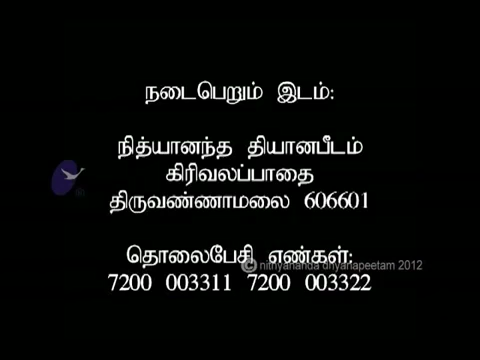 நடைபெறும் இடம்:
நித்யானந்த தியானபீடம்
கிரிவலப்பாதை
திருவண்ணாமலை 606601
தொலைபேசி எண்கள்:
© nithyananda dhyanapeetam 2012
7200 003311 7200 003322